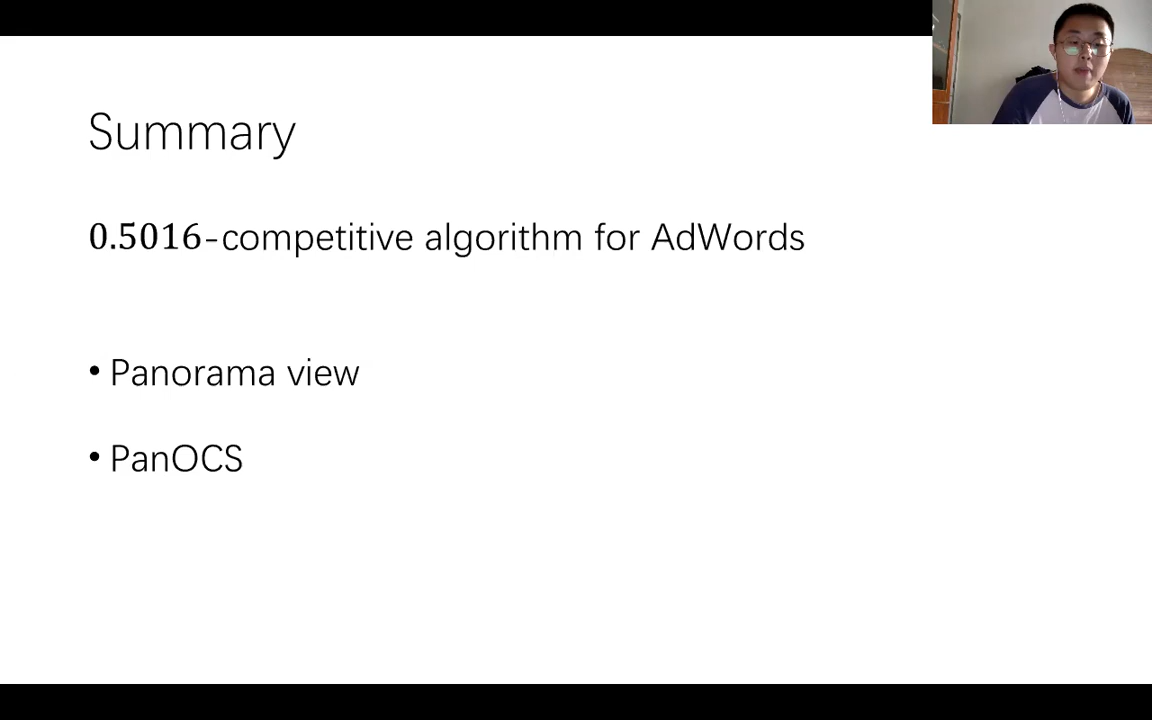 Summary
0.5016-competitive algorithm for AdWords
• Panorama view
• PanOCS